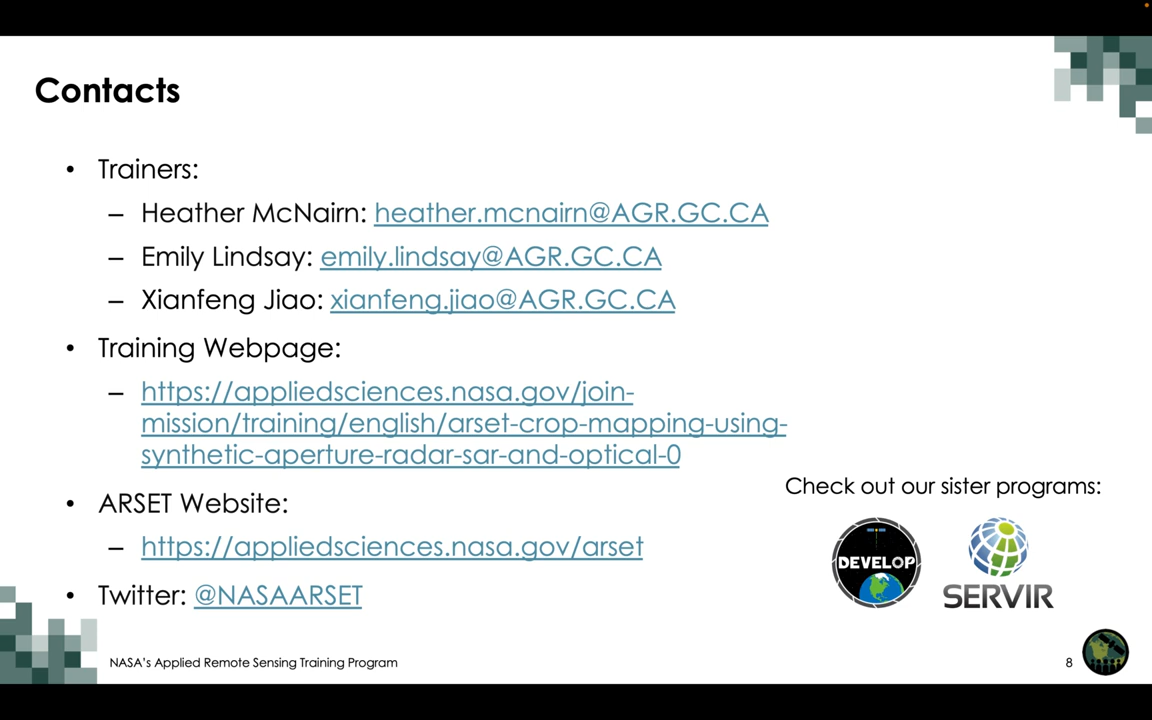 Contacts
• Trainers:
– Heather McNairn: heather.mcnairn@AGR.GC.CA
– Emily Lindsay: emily.lindsay@AGR.GC.CA
– Xianfeng Jiao: xianfeng.jiao@AGR.GC.CA
• Training Webpage:
– https://appliedsciences.nasa.gov/join-
mission/training/english/arset-crop-mapping-using-
synthetic-aperture-radar-sar-and-optical-0
• ARSET Website:
– https://appliedsciences.nasa.gov/arset
• Twitter: @NASAARSET
Check out our sister programs:
DEVELOP
SERVIR
NASA's Applied Remote Sensing Training Program
8